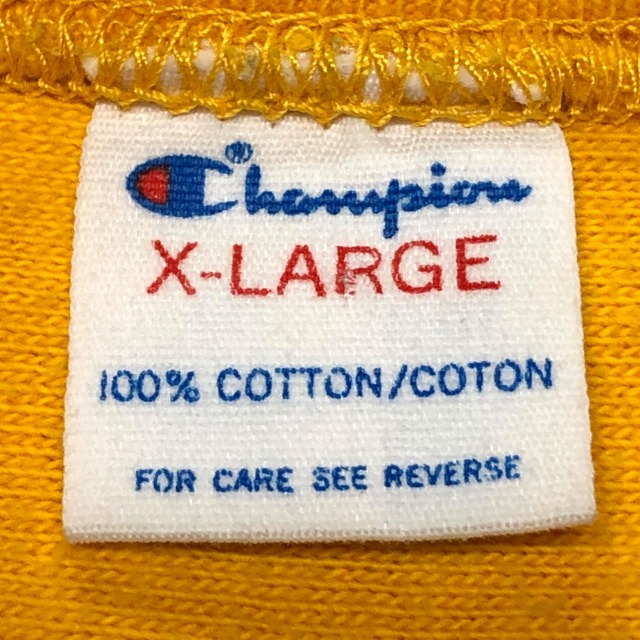 Champion®
X-LARGE
100% COTTON/COTON
FOR CARE SEE REVERSE